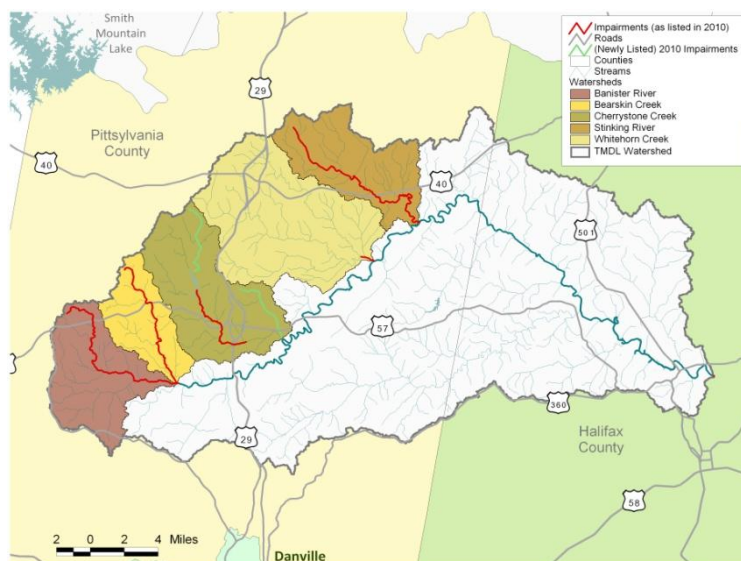 Smith
Mountain
Lake
Impairments (as listed in 2010)
Roads
(Newly Listed) 2010 Impairments
Counties
Streams
Watersheds
Banister River
Bearskin Creek
Cherrystone Creek
Stinking River
Whitehorn Creek
TMDL Watershed
29
Pittsylvania
County
40
40
501
57
360
29
Halifax
County
58
2 0 2 4 Miles
Danville